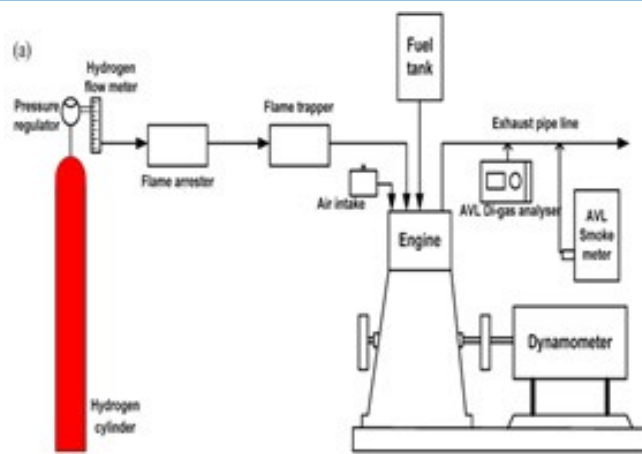 (a)
Hydrogen
flow meter
Pressure
regulator
Flame arrester
Flame trapper
Fuel
tank
Air intake
Engine
Exhaust pipe line
AVL Di-gas analyser
AVL
Smoke
meter
Dynamometer
Hydrogen
cylinder